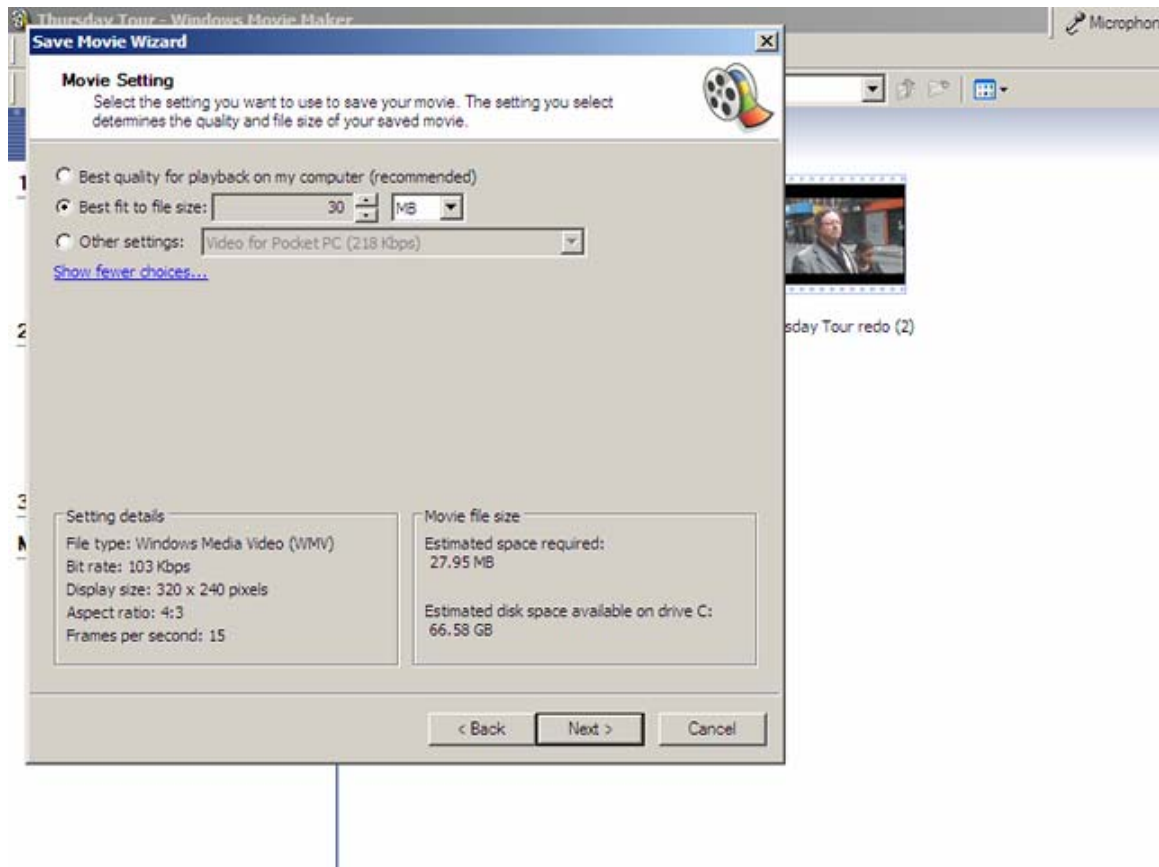 Thursday Tour - Windows Movie Maker
Microphon
Save Movie Wizard
Movie Setting
Select the setting you want to use to save your movie. The setting you select
determines the quality and file size of your saved movie.
1
Best quality for playback on my computer (recommended)
Best fit to file size: 30 MB
Other settings: Video for Pocket PC (218 Kbps)
Show fewer choices...
2
sday Tour redo (2)
3
Setting details
File type: Windows Media Video (WMV)
Bit rate: 103 Kbps
Display size: 320 x 240 pixels
Aspect ratio: 4:3
Frames per second: 15
Movie file size
Estimated space required:
27.95 MB
Estimated disk space available on drive C:
66.58 GB
< Back Next > Cancel